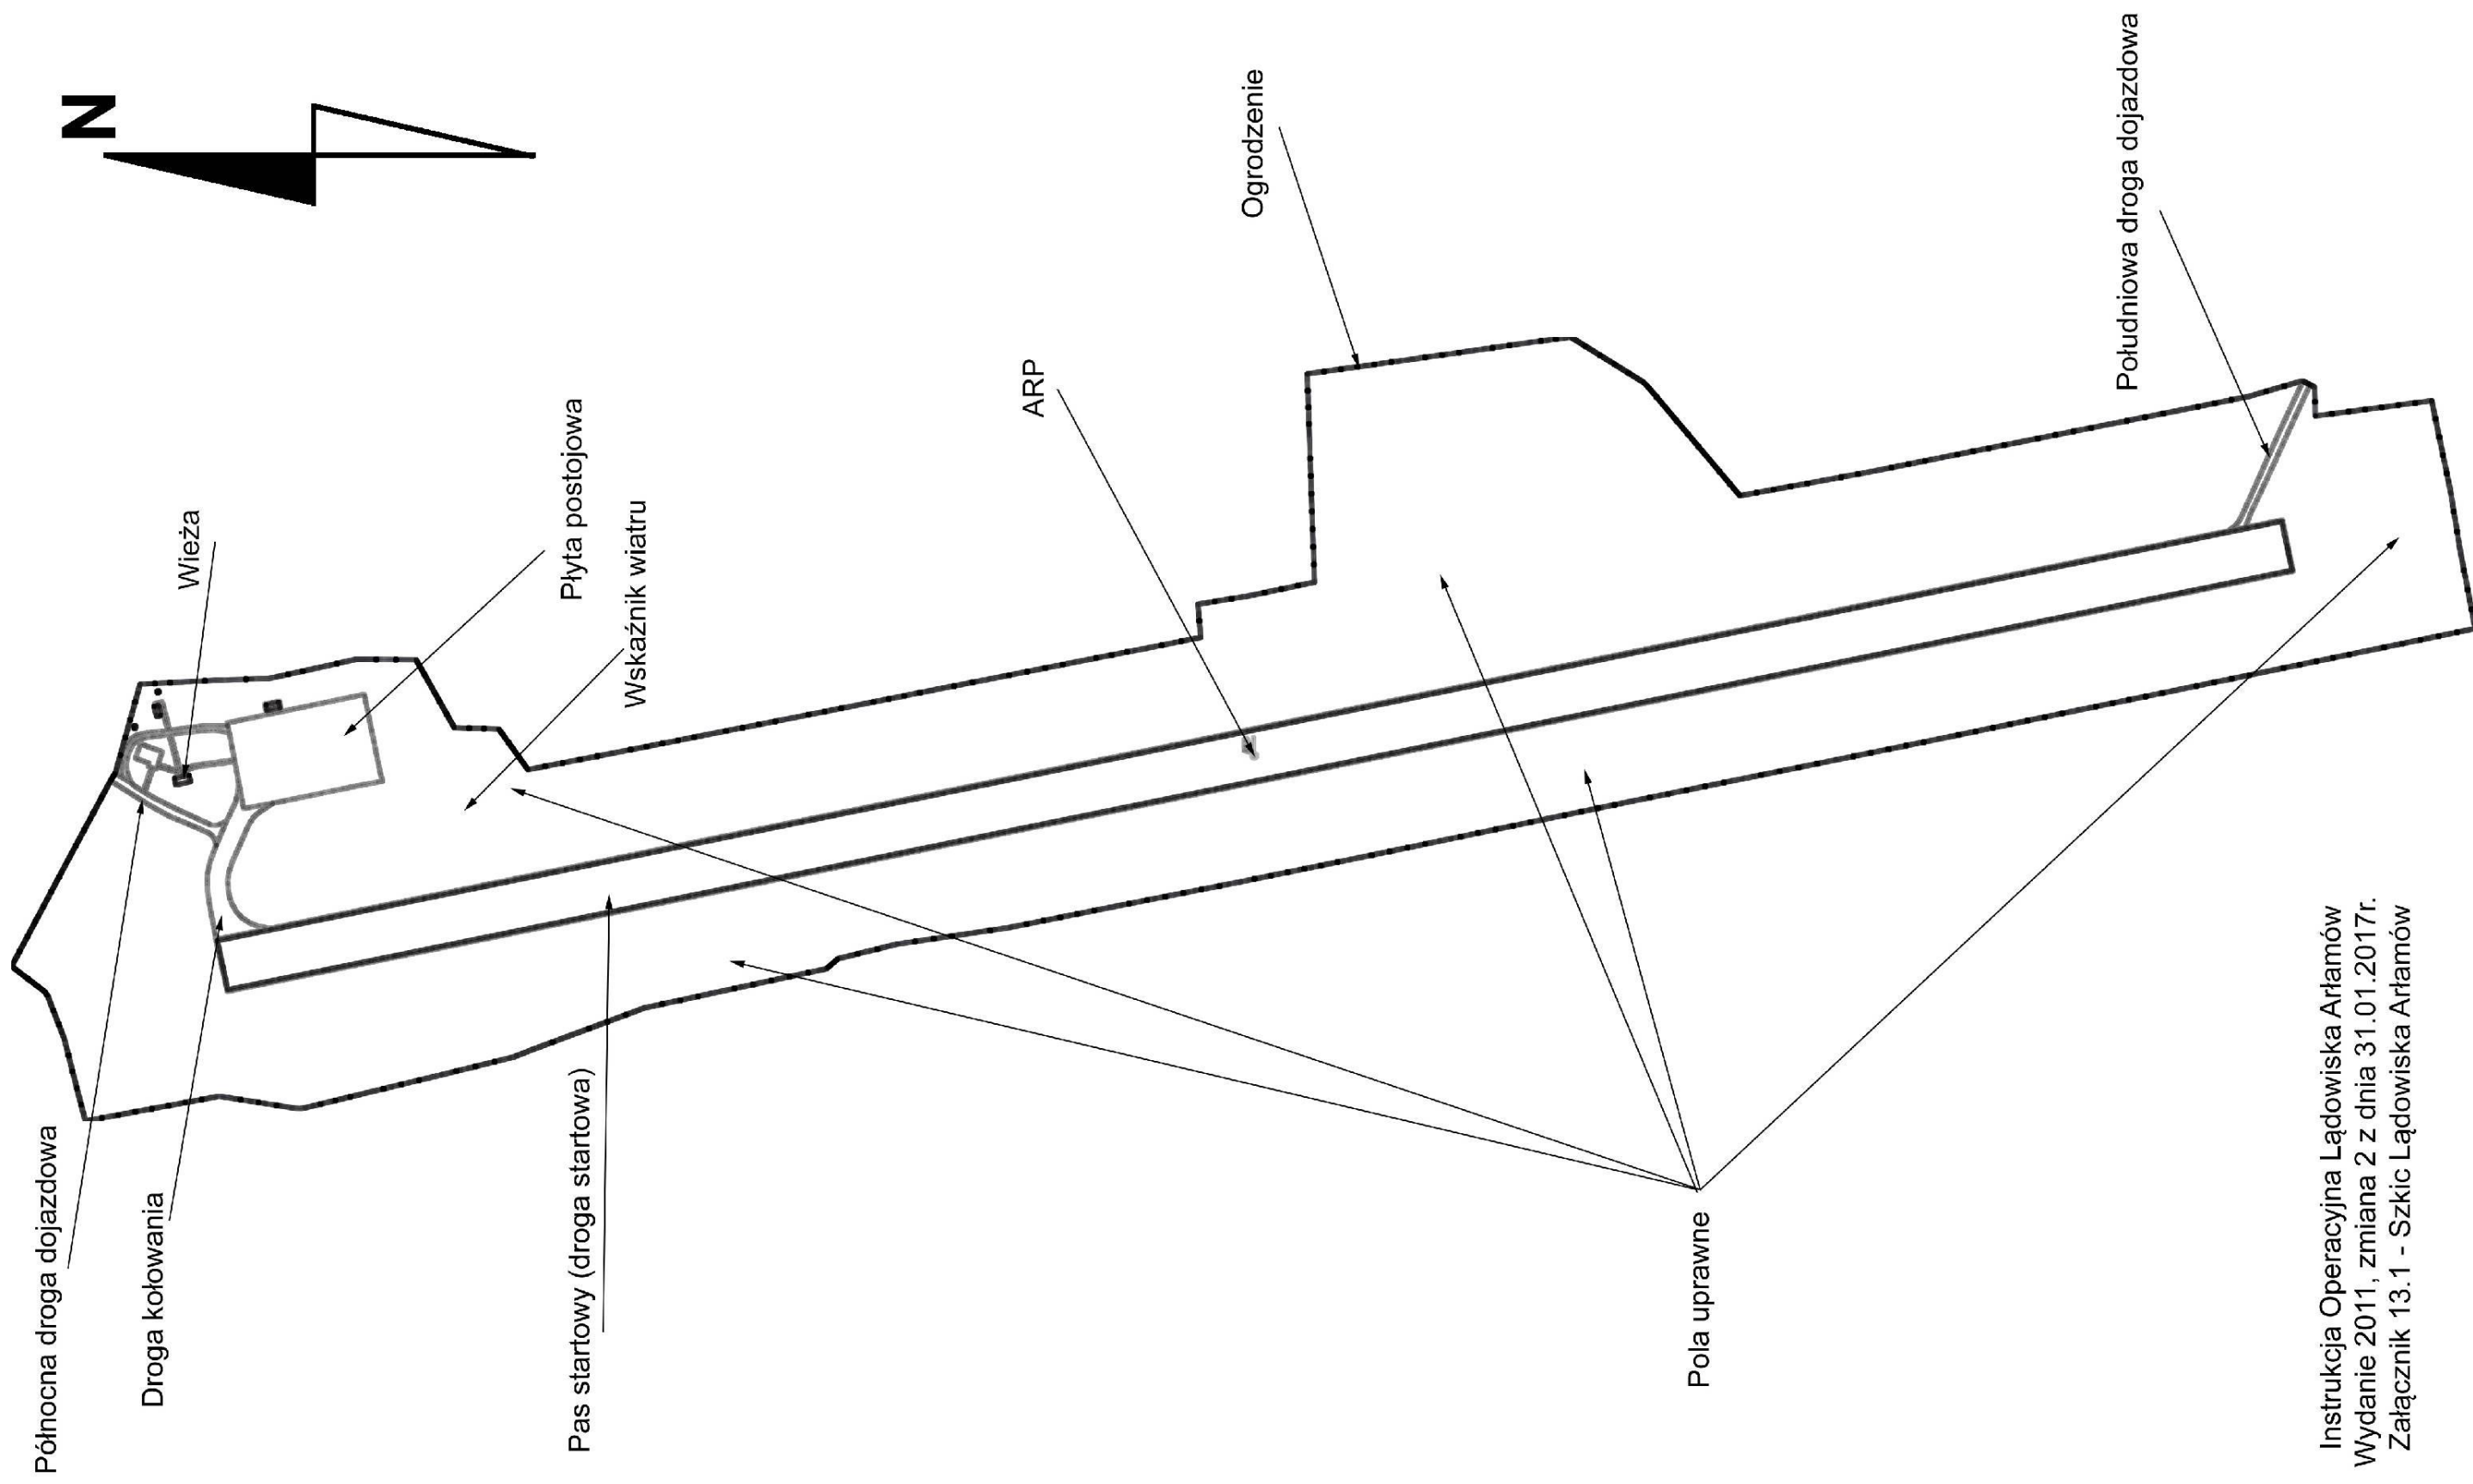 N
Północna droga dojazdowa
Droga kołowania
Wieża
Płyta postojowa
Wskaźnik wiatru
Pas startowy (droga startowa)
ARP
Ogrodzenie
Pola uprawne
Południowa droga dojazdowa
Instrukcja Operacyjna Lądowiska Arłamów
Wydanie 2011, zmiana 2 z dnia 31.01.2017r.
Załącznik 13.1 - Szkic Lądowiska Arłamów